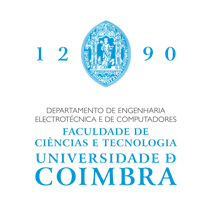 1 2 9 0
DEPARTAMENTO DE ENGENHARIA
ELECTROTÉCNICA E DE COMPUTADORES
FACULDADE DE
CIÊNCIAS E TECNOLOGIA
UNIVERSIDADE D
COIMBRA